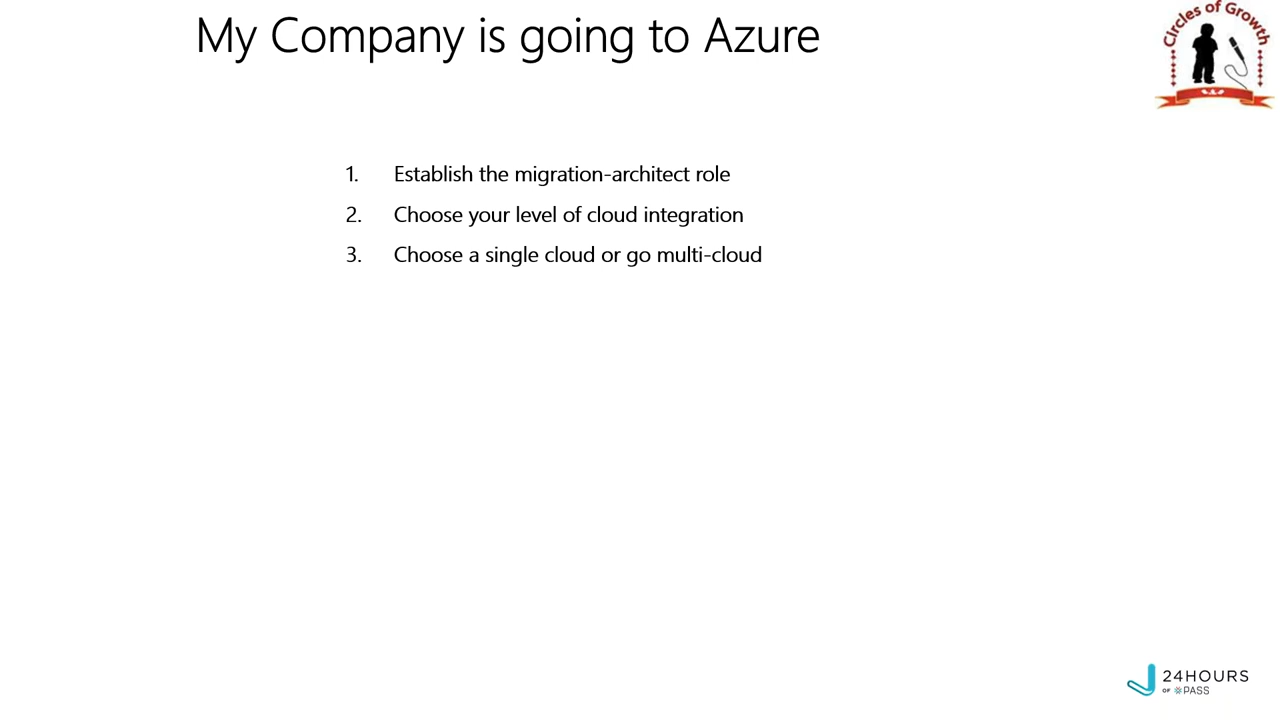 My Company is going to Azure
Circles of Growth
1. Establish the migration-architect role
2. Choose your level of cloud integration
3. Choose a single cloud or go multi-cloud
24HOURS
OF PASS